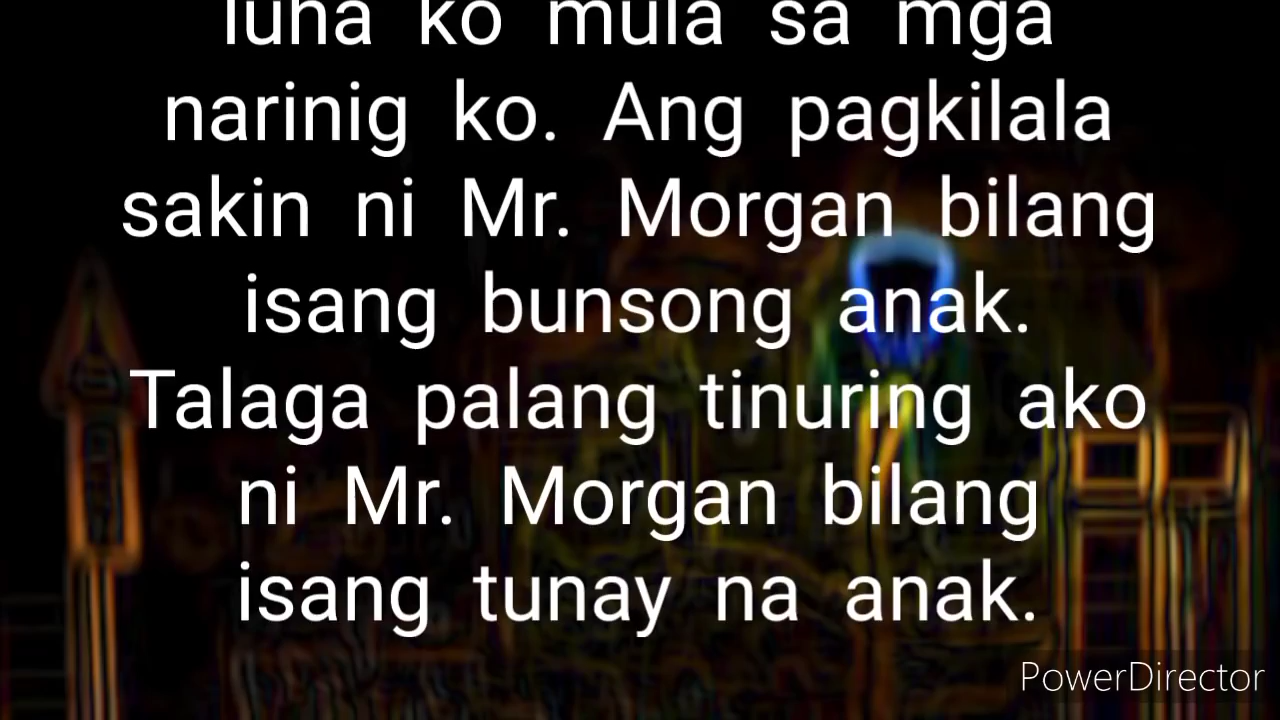 luha ko mula sa mga
narinig ko. Ang pagkilala
sakin ni Mr. Morgan bilang
isang bunsong anak.
Talaga palang tinuring ako
ni Mr. Morgan bilang
isang tunay na anak.
PowerDirector